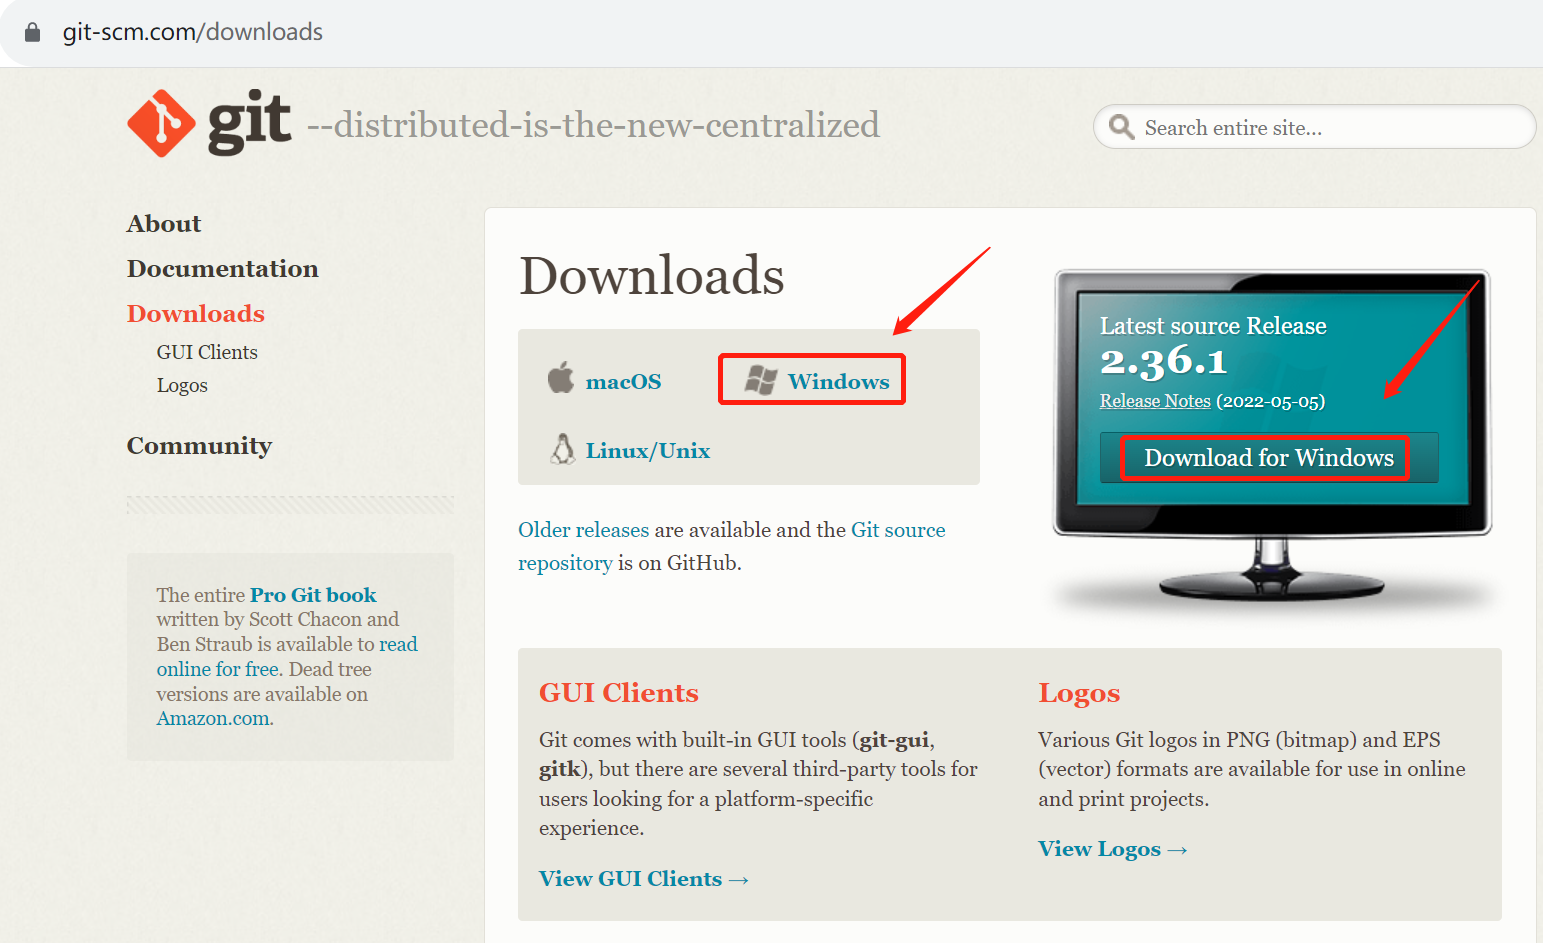 git-scm.com/downloads
git --distributed-is-the-new-centralized
Search entire site...
About
Documentation
Downloads
GUI Clients
Logos
Community
The entire Pro Git book
written by Scott Chacon and
Ben Straub is available to read
online for free. Dead tree
versions are available on
Amazon.com.
Downloads
macOS
Windows
Linux/Unix
Older releases are available and the Git source
repository is on GitHub.
Latest source Release
2.36.1
Release Notes (2022-05-05)
Download for Windows
GUI Clients
Git comes with built-in GUI tools (git-gui,
gitk), but there are several third-party tools for
users looking for a platform-specific
experience.
View GUI Clients →
Logos
Various Git logos in PNG (bitmap) and EPS
(vector) formats are available for use in online
and print projects.
View Logos →